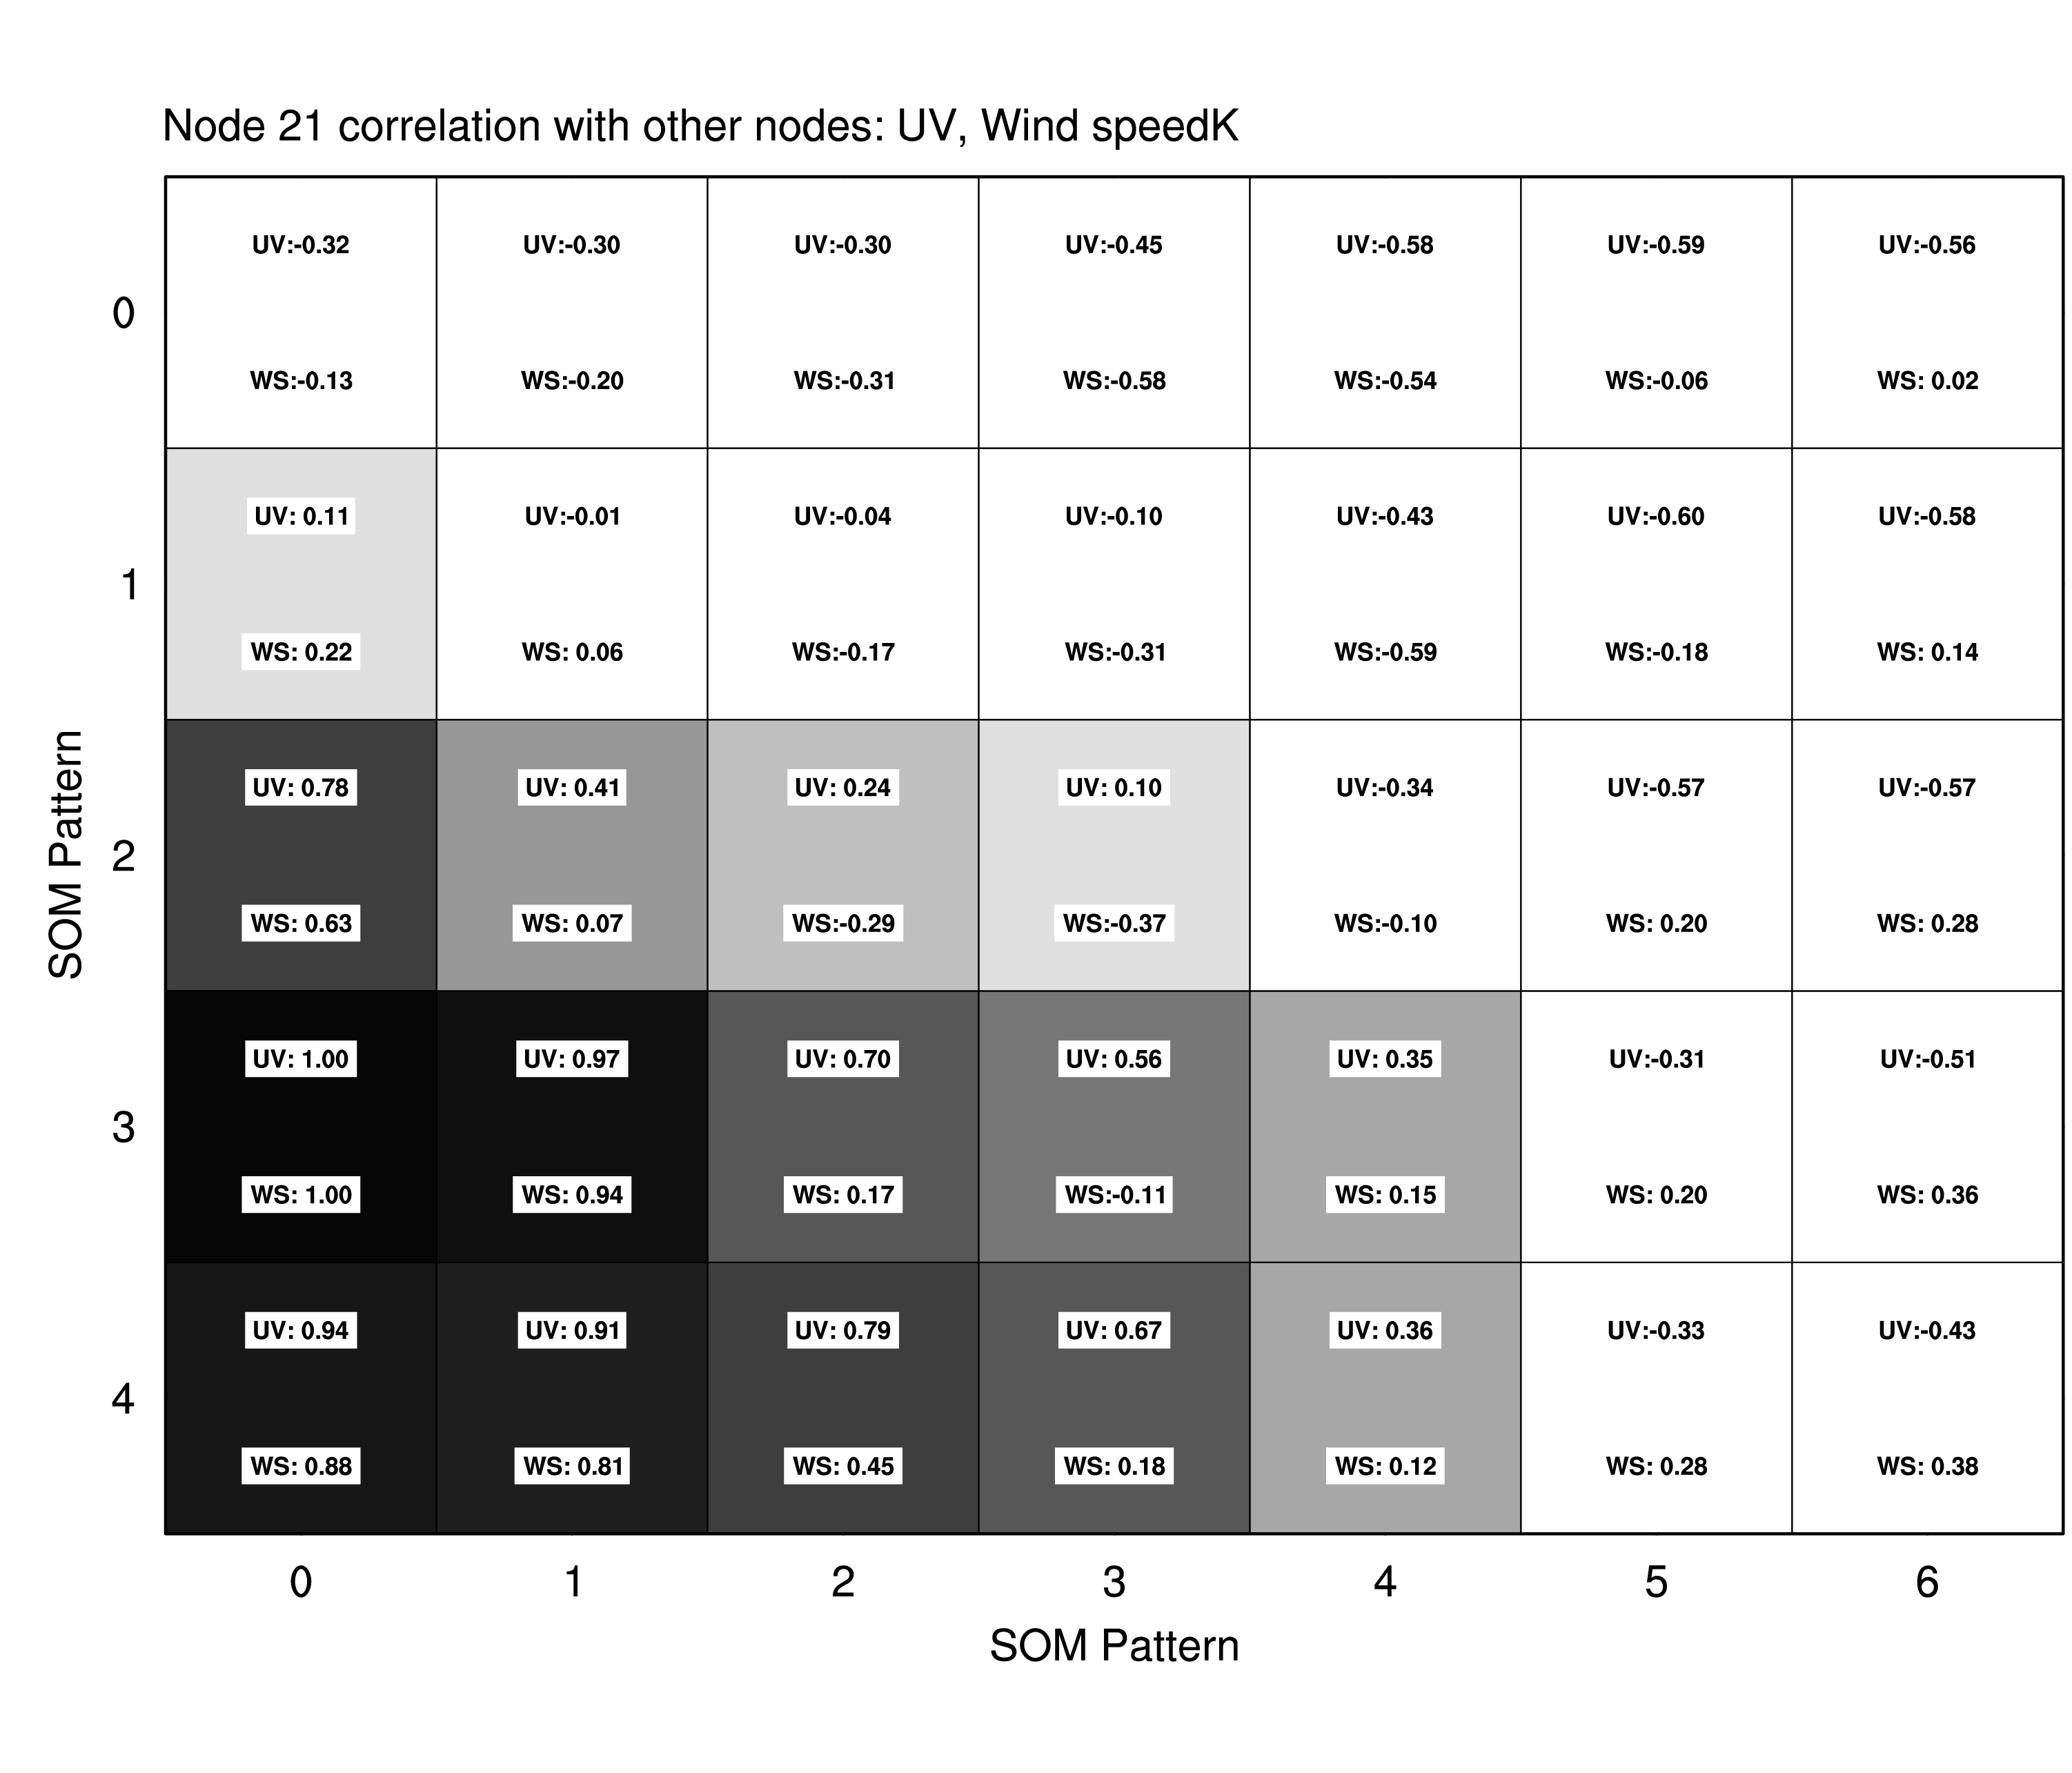 Node 21 correlation with other nodes: UV, Wind speedK
UV:-0.32 UV:-0.30 UV:-0.30 UV:-0.45 UV:-0.58 UV:-0.59 UV:-0.56
0
WS:-0.13 WS:-0.20 WS:-0.31 WS:-0.58 WS:-0.54 WS:-0.06 WS: 0.02
UV: 0.11 UV:-0.01 UV:-0.04 UV:-0.10 UV:-0.43 UV:-0.60 UV:-0.58
1
WS: 0.22 WS: 0.06 WS:-0.17 WS:-0.31 WS:-0.59 WS:-0.18 WS: 0.14
UV: 0.78 UV: 0.41 UV: 0.24 UV: 0.10 UV:-0.34 UV:-0.57 UV:-0.57
SOM Pattern
2
WS: 0.63 WS: 0.07 WS:-0.29 WS:-0.37 WS:-0.10 WS: 0.20 WS: 0.28
UV: 1.00 UV: 0.97 UV: 0.70 UV: 0.56 UV: 0.35 UV:-0.31 UV:-0.51
3
WS: 1.00 WS: 0.94 WS: 0.17 WS:-0.11 WS: 0.15 WS: 0.20 WS: 0.36
UV: 0.94 UV: 0.91 UV: 0.79 UV: 0.67 UV: 0.36 UV:-0.33 UV:-0.43
4
WS: 0.88 WS: 0.81 WS: 0.45 WS: 0.18 WS: 0.12 WS: 0.28 WS: 0.38
0 1 2 3 4 5 6
SOM Pattern